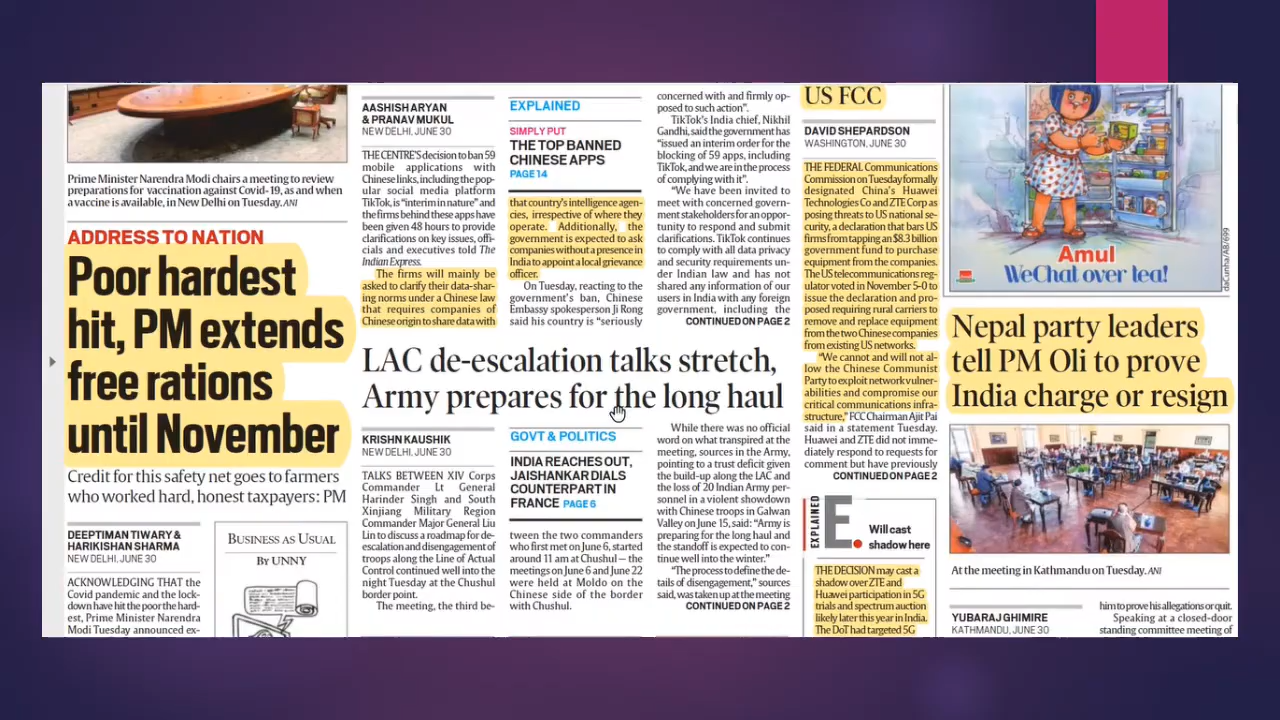 Prime Minister Narendra Modi chairs a meeting to review
preparations for vaccination against Covid-19, as and when
a vaccine is available, in New Delhi on Tuesday. ANI
ADDRESS TO NATION
Poor hardest
hit, PM extends
free rations
until November
Credit for this safety net goes to farmers
who worked hard, honest taxpayers: PM
DEEPTIMAN TIWARY &
HARIKISHAN SHARMA
NEW DELHI, JUNE 30
ACKNOWLEDGING THAT the
Covid pandemic and the lock-
down have hit the poor the hard-
est, Prime Minister Narendra
Modi Tuesday announced ex-
BUSINESS AS USUAL
BY UNNY
AASHISH ARYAN
& PRANAV MUKUL
NEW DELHI, JUNE 30
THE CENTRE'S decision to ban 59
mobile applications with
Chinese links, including the pop-
ular social media platform
TikTok, is "interim in nature" and
the firms behind these apps have
been given 48 hours to provide
clarifications on key issues, offi-
cials and executives told The
Indian Express.
The firms will mainly be
asked to clarify their data-shar-
ing norms under a Chinese law
that requires companies of
Chinese origin to share data with
EXPLAINED
SIMPLY PUT
THE TOP BANNED
CHINESE APPS
PAGE 14
that country's intelligence agen-
cies, irrespective of where they
operate. Additionally, the
government is expected to ask
companies without a presence in
India to appoint a local grievance
officer.
On Tuesday, reacting to the
government's ban, Chinese
Embassy spokesperson Ji Rong
said his country is "seriously
concerned with and firmly op-
posed to such action".
TikTok's India chief, Nikhil
Gandhi, said the government has
"issued an interim order for the
blocking of 59 apps, including
TikTok, and we are in the process
of complying with it".
"We have been invited to
meet with concerned govern-
ment stakeholders for an oppor-
tunity to respond and submit
clarifications. TikTok continues
to comply with all data privacy
and security requirements un-
der Indian law and has not
shared any information of our
users in India with any foreign
government, including the
CONTINUED ON PAGE 2
LAC de-escalation talks stretch,
Army prepares for the long haul
KRISHN KAUSHIK
NEW DELHI, JUNE 30
TALKS BETWEEN XIV Corps
Commander Lt General
Harinder Singh and South
Xinjiang Military Region
Commander Major General Liu
Lin to discuss a roadmap for de-
escalation and disengagement of
troops along the Line of Actual
Control continued well into the
night Tuesday at the Chushul
border point.
The meeting, the third be-
GOVT & POLITICS
INDIA REACHES OUT,
JAISHANKAR DIALS
COUNTERPART IN
FRANCE PAGE 6
tween the two commanders
who first met on June 6, started
around 11 am at Chushul — the
meetings on June 6 and June 22
were held at Moldo on the
Chinese side of the border
with Chushul.
While there was no official
word on what transpired at the
meeting, sources in the Army,
pointing to a trust deficit given
the build-up along the LAC and
the loss of 20 Indian Army per-
sonnel in a violent showdown
with Chinese troops in Galwan
Valley on June 15, said: "Army is
preparing for the long haul and
the standoff is expected to con-
tinue well into the winter."
"The process to define the de-
tails of disengagement," sources
said, was taken up at the meeting
CONTINUED ON PAGE 2
US FCC
DAVID SHEPARDSON
WASHINGTON, JUNE 30
THE FEDERAL Communications
Commission on Tuesday formally
designated China's Huawei
Technologies Co and ZTE Corp as
posing threats to US national se-
curity, a declaration that bars US
firms from tapping an $8.3 billion
government fund to purchase
equipment from the companies.
The US telecommunications reg-
ulator voted in November 5-0 to
issue the declaration and pro-
posed requiring rural carriers to
remove and replace equipment
from the two Chinese companies
from existing US networks.
"We cannot and will not al-
low the Chinese Communist
Party to exploit network vulner-
abilities and compromise our
critical communications infra-
structure," FCC Chairman Ajit Pai
said in a statement Tuesday.
Huawei and ZTE did not imme-
diately respond to requests for
comment but have previously
CONTINUED ON PAGE 2
EXPLAINED
E.
Will cast
shadow here
THE DECISION may cast a
shadow over ZTE and
Huawei participation in 5G
trials and spectrum auction
likely later this year in India.
The DoT had targeted 5G
Amul
WeChat over tea!
daCunha/AB/699
Nepal party leaders
tell PM Oli to prove
India charge or resign
At the meeting in Kathmandu on Tuesday. ANI
YUBARAJ GHIMIRE
KATHMANDU, JUNE 30
him to prove his allegations or quit.
Speaking at a closed-door
standing committee meeting of